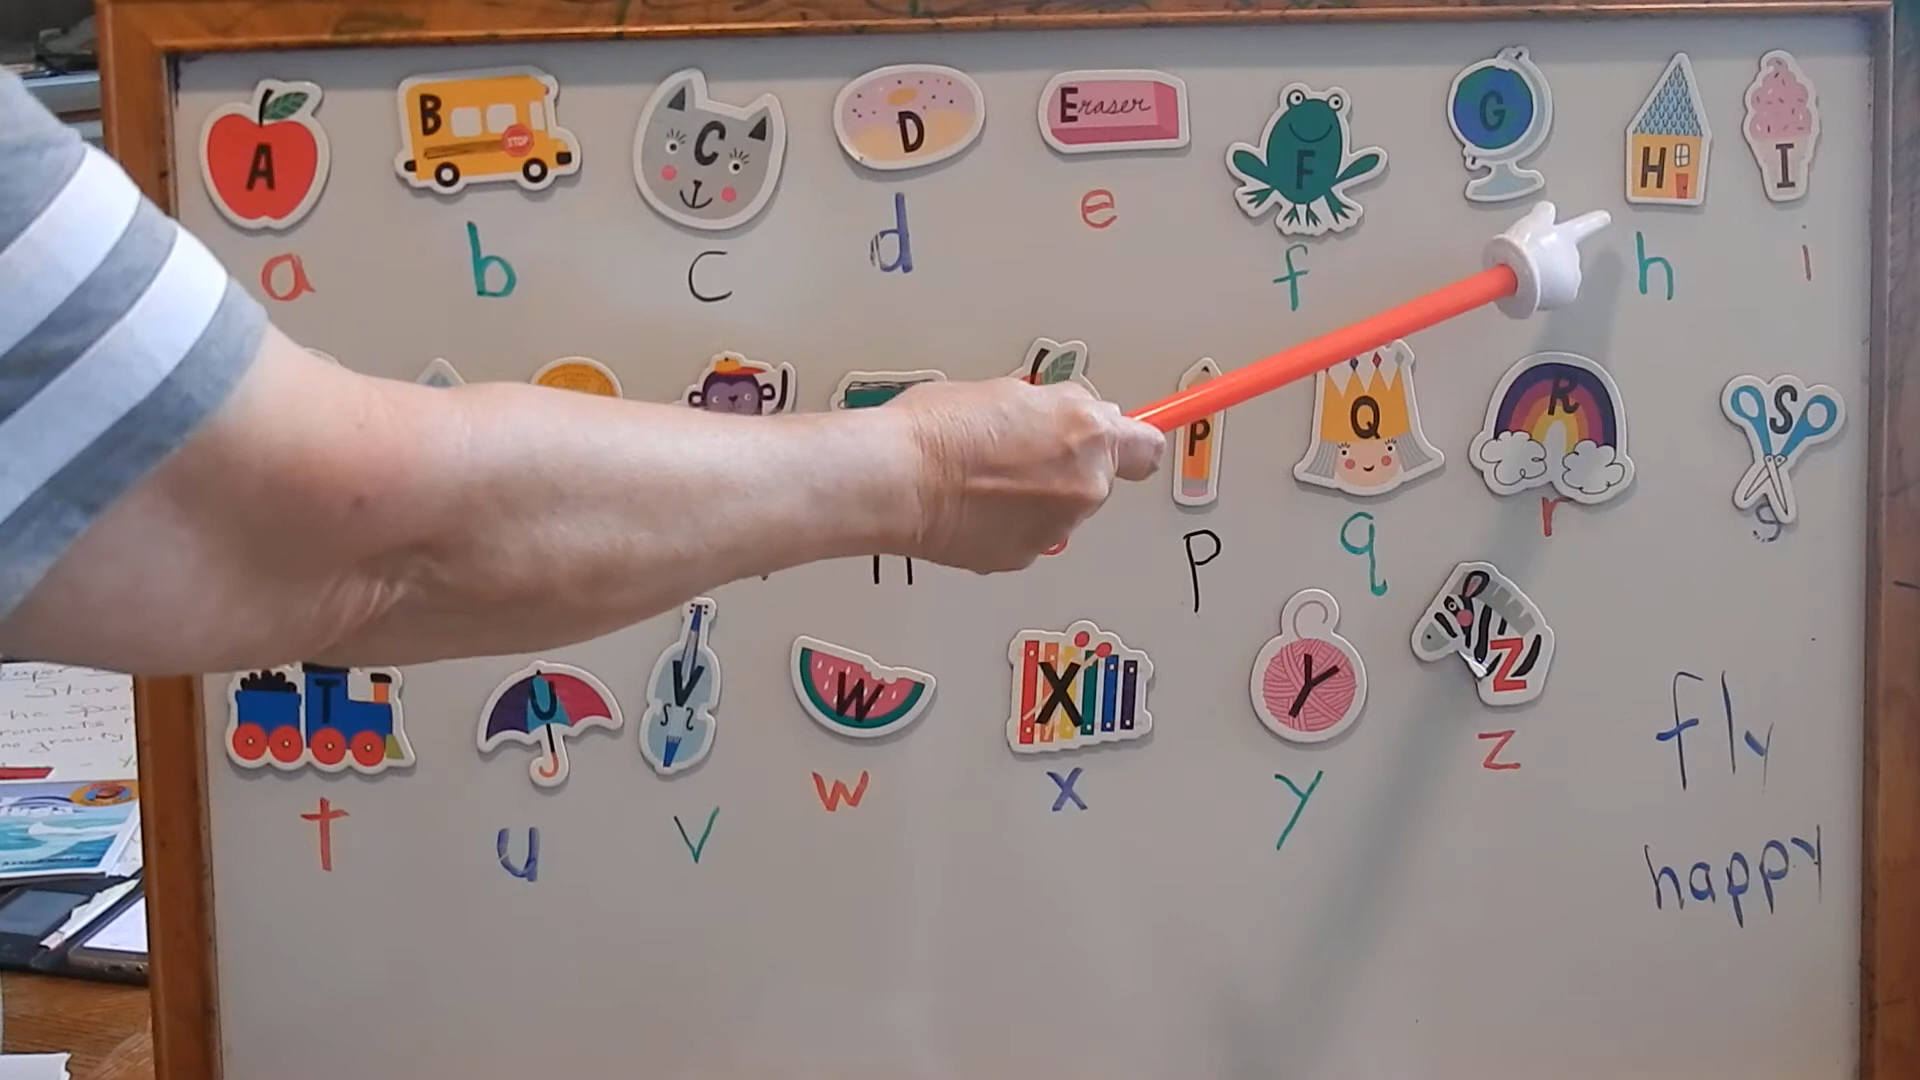 A B C D Eraser F G H I
STOP
a b c d e f h i
P Q R S
n p q r s
T U V W X Y Z
t u v w x y z
fly
happy